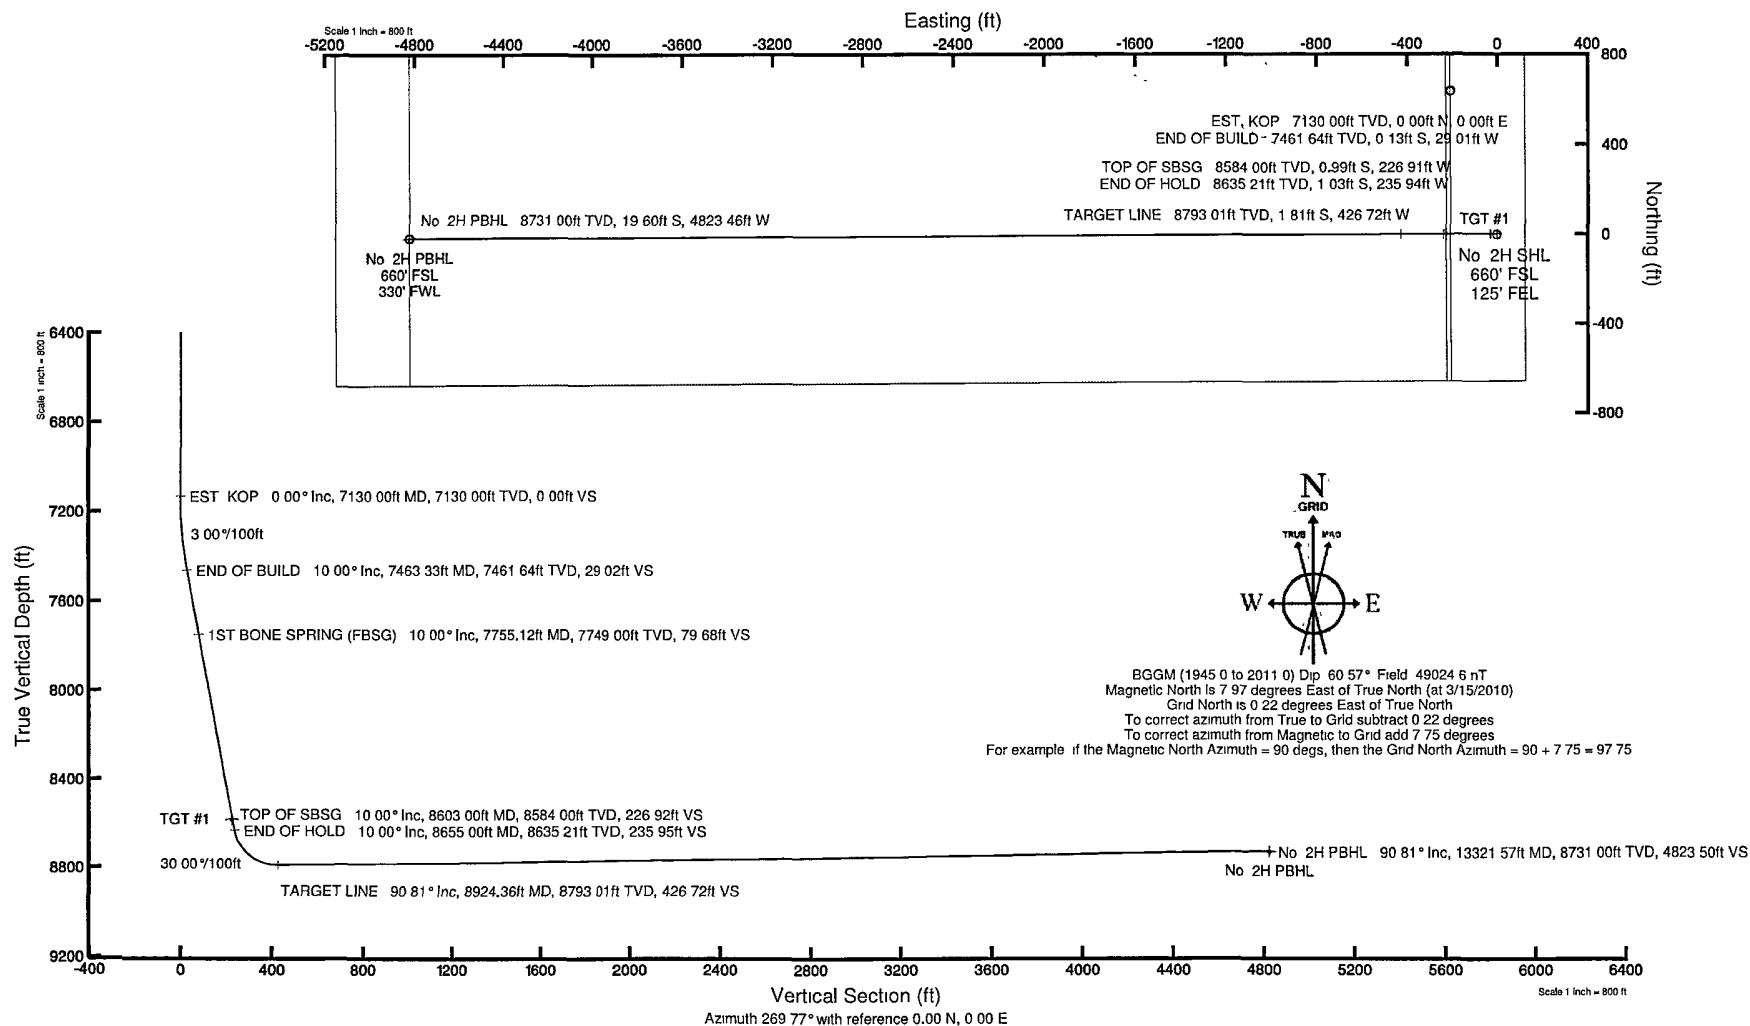 Easting (ft)
Scale 1 inch = 800 ft
-5200 -4800 -4400 -4000 -3600 -3200 -2800 -2400 -2000 -1600 -1200 -800 -400 0 400
800
EST, KOP 7130 00ft TVD, 0 00ft N, 0 00ft E
END OF BUILD - 7461 64ft TVD, 0 13ft S, 29 01ft W
400
TOP OF SBSG 8584 00ft TVD, 0.99ft S, 226 91ft W
END OF HOLD 8635 21ft TVD, 1 03ft S, 235 94ft W
Northing (ft)
No 2H PBHL 8731 00ft TVD, 19 60ft S, 4823 46ft W
TARGET LINE 8793 01ft TVD, 1 81ft S, 426 72ft W
TGT #1
0
No 2H PBHL
660' FSL
330' FWL
No 2H SHL
660' FSL
125' FEL
-400
-800
Scale 1 inch = 800 ft
6400
6800
7200
7600
8000
8400
8800
9200
True Vertical Depth (ft)
EST KOP 0 00° Inc, 7130 00ft MD, 7130 00ft TVD, 0 00ft VS
3 00°/100ft
END OF BUILD 10 00° Inc, 7463 33ft MD, 7461 64ft TVD, 29 02ft VS
1ST BONE SPRING (FBSG) 10 00° Inc, 7755.12ft MD, 7749 00ft TVD, 79 68ft VS
N
GRID
TRUE MAG
W E
BGGM (1945 0 to 2011 0) Dip 60 57° Field 49024 6 nT
Magnetic North is 7 97 degrees East of True North (at 3/15/2010)
Grid North is 0 22 degrees East of True North
To correct azimuth from True to Grid subtract 0 22 degrees
To correct azimuth from Magnetic to Grid add 7 75 degrees
For example if the Magnetic North Azimuth = 90 degs, then the Grid North Azimuth = 90 + 7 75 = 97 75
TGT #1
TOP OF SBSG 10 00° Inc, 8603 00ft MD, 8584 00ft TVD, 226 92ft VS
END OF HOLD 10 00° Inc, 8655 00ft MD, 8635 21ft TVD, 235 95ft VS
30 00°/100ft
No 2H PBHL 90 81° Inc, 13321 57ft MD, 8731 00ft TVD, 4823 50ft VS
No 2H PBHL
TARGET LINE 90 81° Inc, 8924.36ft MD, 8793 01ft TVD, 426 72ft VS
-400 0 400 800 1200 1600 2000 2400 2800 3200 3600 4000 4400 4800 5200 5600 6000 6400
Vertical Section (ft)
Scale 1 inch = 800 ft
Azimuth 269 77° with reference 0.00 N, 0 00 E